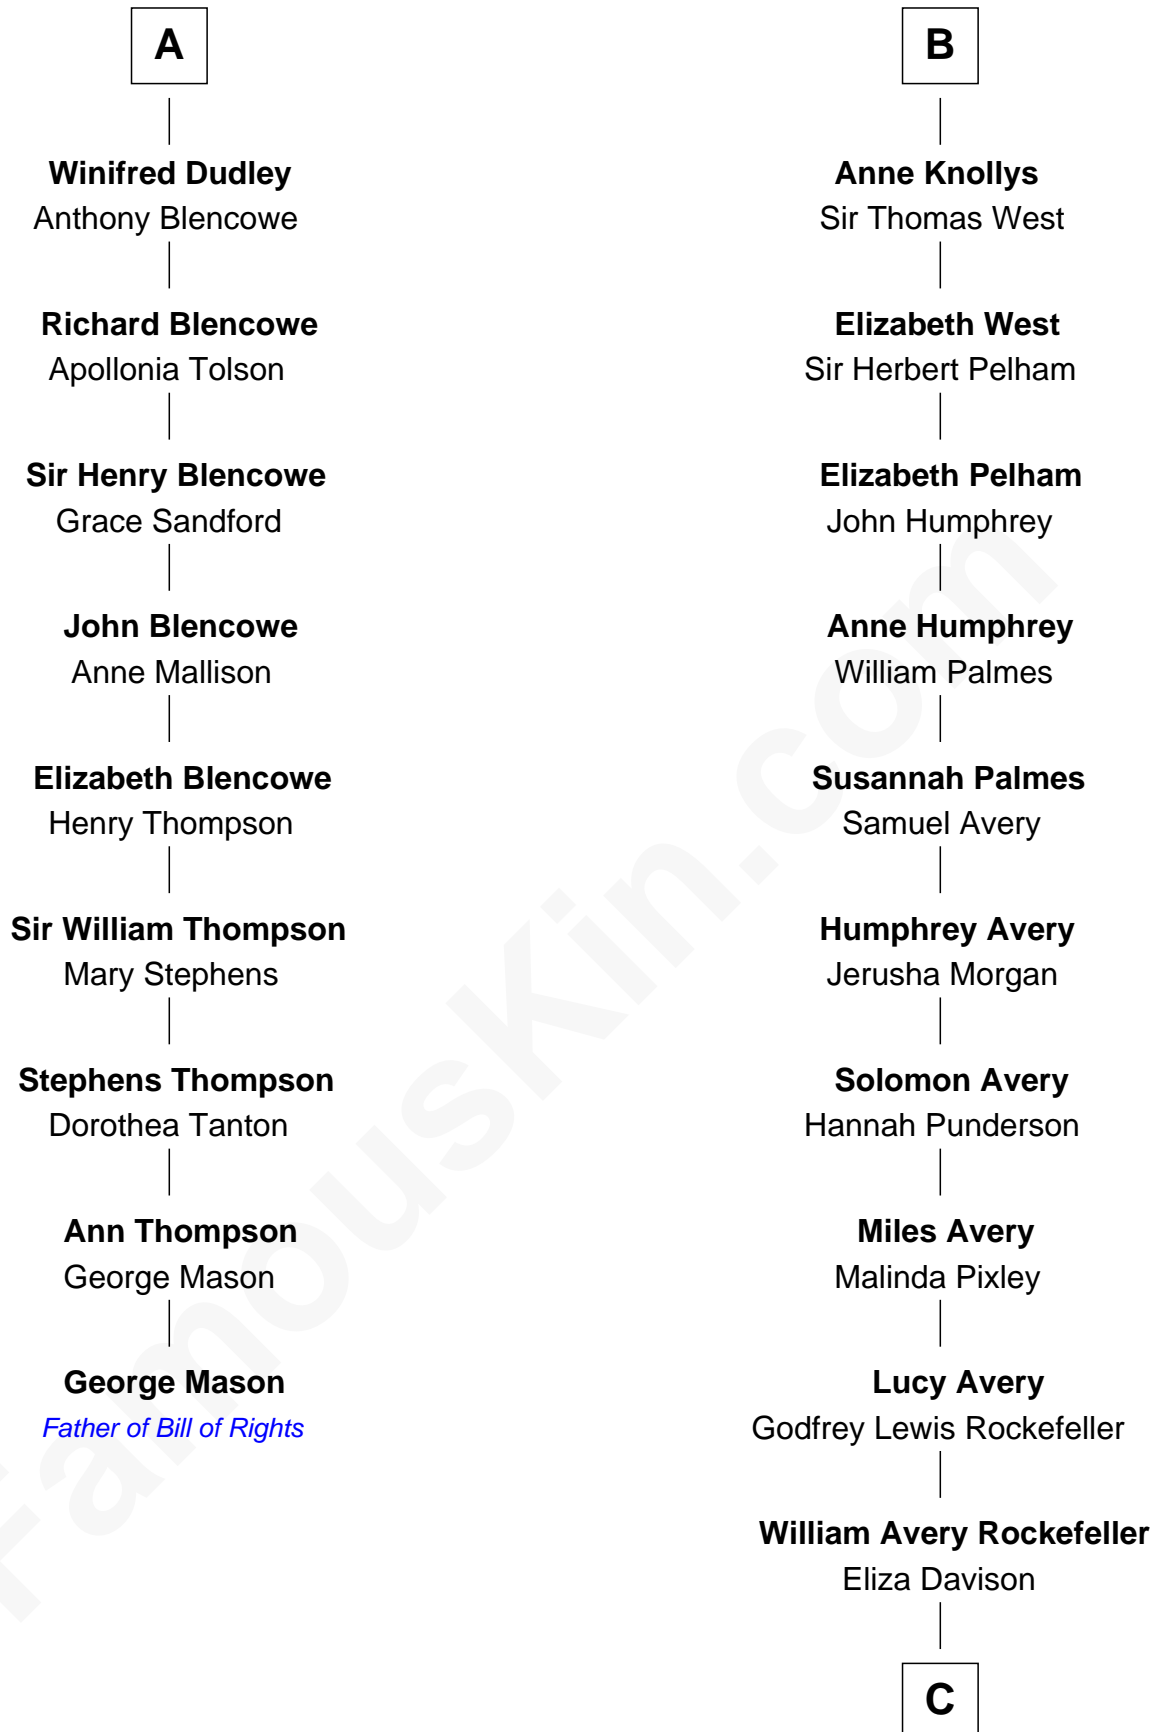 A
Winifred Dudley
Anthony Blencowe
Richard Blencowe
Apollonia Tolson
Sir Henry Blencowe
Grace Sandford
John Blencowe
Anne Mallison
Elizabeth Blencowe
Henry Thompson
Sir William Thompson
Mary Stephens
Stephens Thompson
Dorothea Tanton
Ann Thompson
George Mason
George Mason
Father of Bill of Rights
B
Anne Knollys
Sir Thomas West
Elizabeth West
Sir Herbert Pelham
Elizabeth Pelham
John Humphrey
Anne Humphrey
William Palmes
Susannah Palmes
Samuel Avery
Humphrey Avery
Jerusha Morgan
Solomon Avery
Hannah Punderson
Miles Avery
Malinda Pixley
Lucy Avery
Godfrey Lewis Rockefeller
William Avery Rockefeller
Eliza Davison
C
FamousKin.com